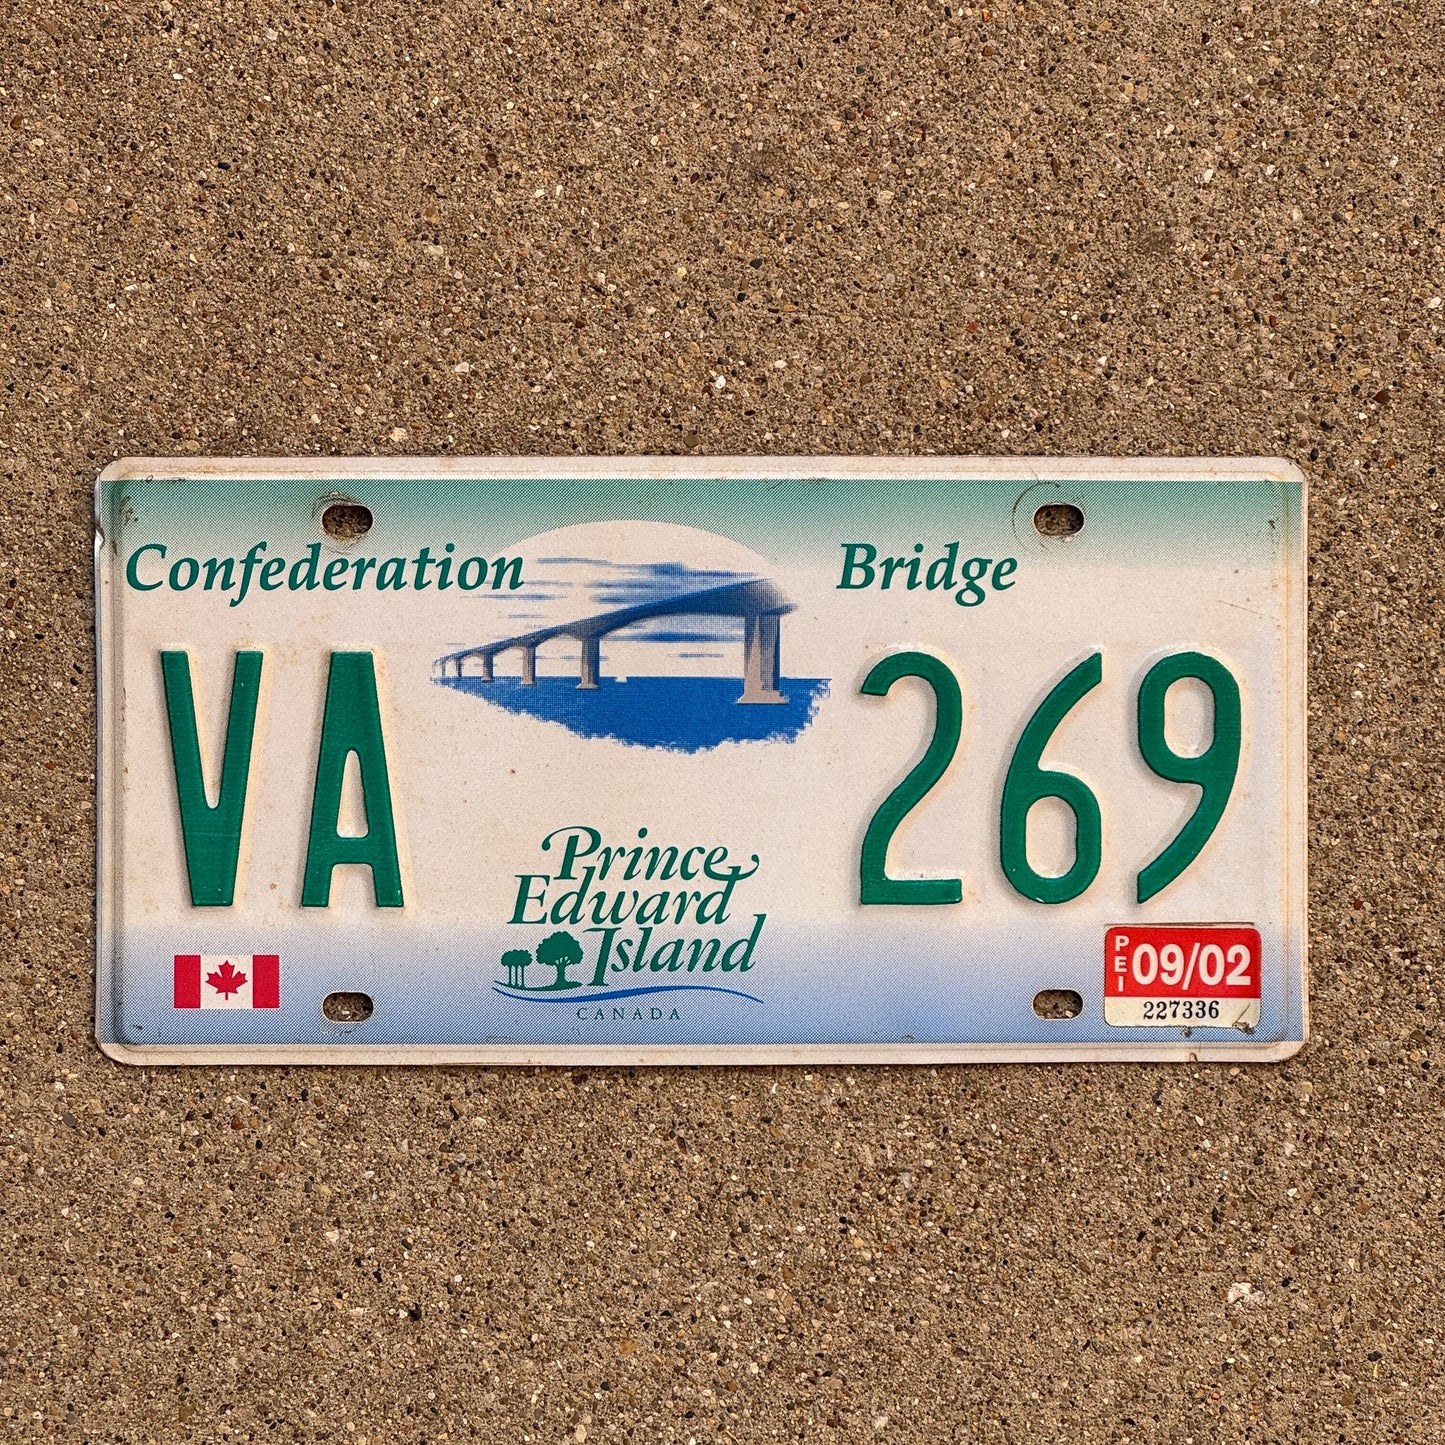 Confederation Bridge
VA 269
Prince
Edward
Island
CANADA
PEI 09/02
227336